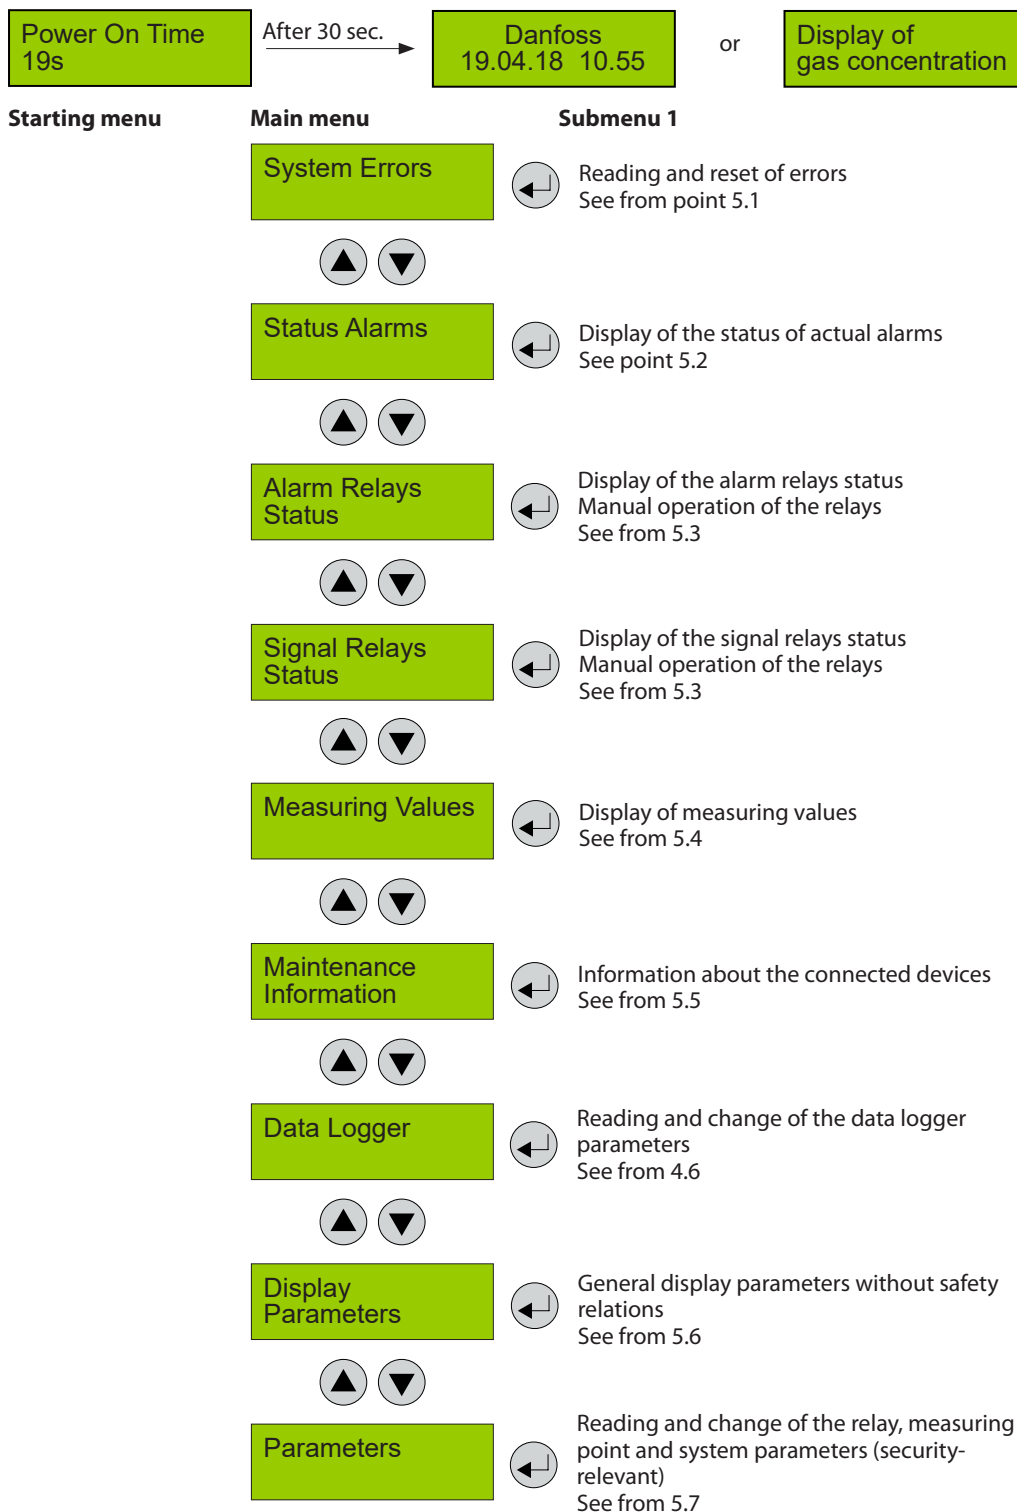 Power On Time
19s
After 30 sec.
Danfoss
19.04.18 10.55
or
Display of
gas concentration
Starting menu
Main menu
Submenu 1
System Errors
Reading and reset of errors
See from point 5.1
Status Alarms
Display of the status of actual alarms
See point 5.2
Alarm Relays
Status
Display of the alarm relays status
Manual operation of the relays
See from 5.3
Signal Relays
Status
Display of the signal relays status
Manual operation of the relays
See from 5.3
Measuring Values
Display of measuring values
See from 5.4
Maintenance
Information
Information about the connected devices
See from 5.5
Data Logger
Reading and change of the data logger
parameters
See from 4.6
Display
Parameters
General display parameters without safety
relations
See from 5.6
Parameters
Reading and change of the relay, measuring
point and system parameters (security-
relevant)
See from 5.7